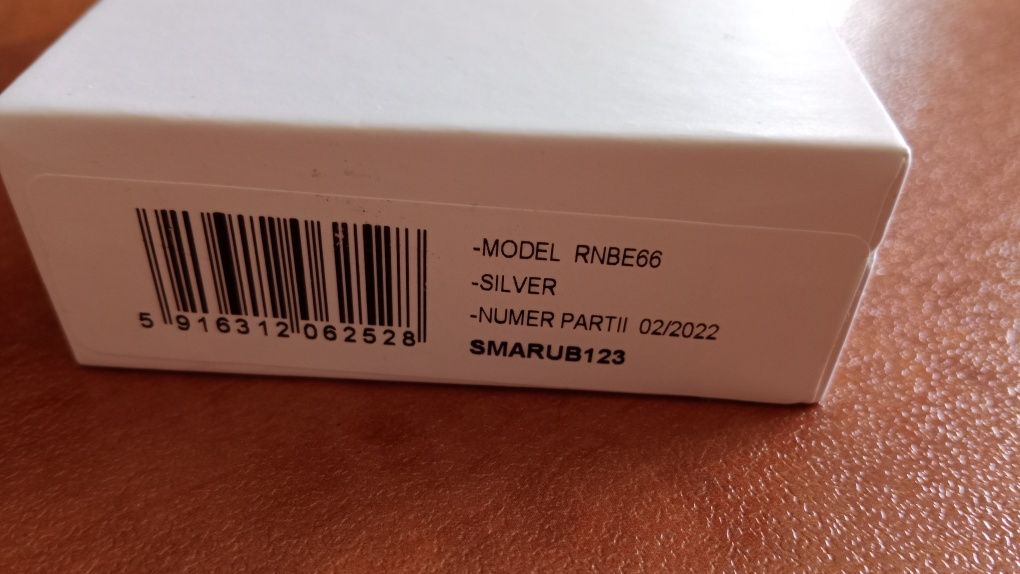 5 916312 062528
-MODEL RNBE66
-SILVER
-NUMER PARTII 02/2022
SMARUB123